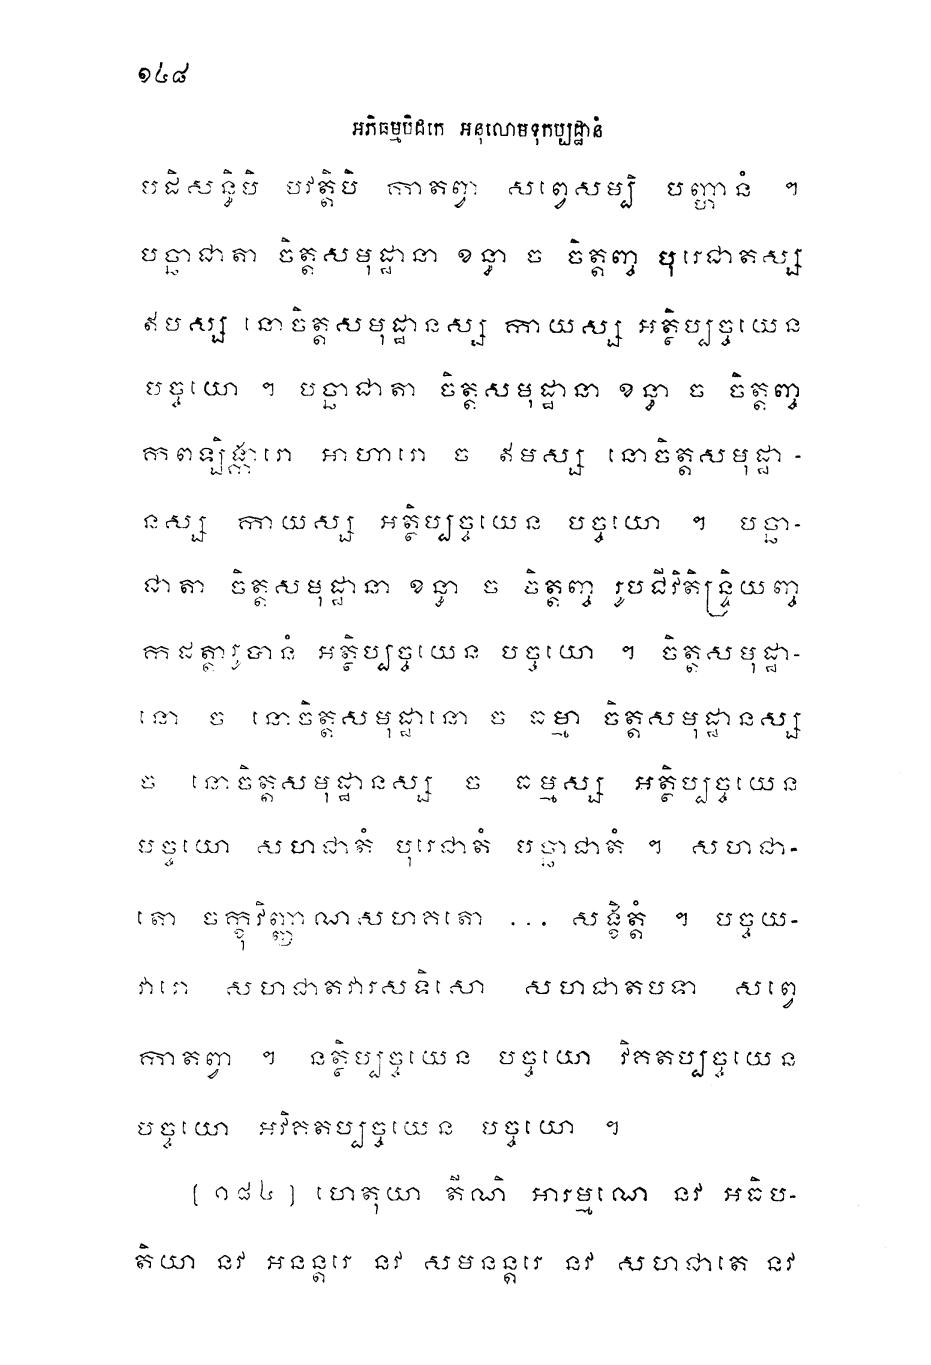 ១៤៨
អភិធម្មបិដកេ អនុលោមទុកប្បដ្ឋានំ
បដិសន្ធិបិ បវត្តិបិ កាតព្វា សព្វេសម្បិ បញ្ហានំ ។
បច្ឆាជាតា ចិត្តសមុដ្ឋានា ខន្ធា ច ចិត្តញ្ច បុរេជាតស្ស
ឥមស្ស នោចិត្តសមុដ្ឋានស្ស កាយស្ស អត្ថិប្បច្ចយេន
បច្ចយោ ។ បច្ឆាជាតា ចិត្តសមុដ្ឋានា ខន្ធា ច ចិត្តញ្ច
កពឡិង្ការោ អាហារោ ច ឥមស្ស នោចិត្តសមុដ្ឋា-
នស្ស កាយស្ស អត្ថិប្បច្ចយេន បច្ចយោ ។ បច្ឆា-
ជាតា ចិត្តសមុដ្ឋានា ខន្ធា ច ចិត្តញ្ច រូបជីវិតិន្ទ្រិយញ្ច
កដត្តារូបានំ អត្ថិប្បច្ចយេន បច្ចយោ ។ ចិត្តសមុដ្ឋា-
នោ ច នោចិត្តសមុដ្ឋានោ ច ធម្មា ចិត្តសមុដ្ឋានស្ស
ច នោចិត្តសមុដ្ឋានស្ស ច ធម្មស្ស អត្ថិប្បច្ចយេន
បច្ចយោ សហជាតំ បុរេជាតំ បច្ឆាជាតំ ។ សហជា-
តោ ចក្ខុវិញ្ញាណសហគតោ ... សង្ខិត្តំ ។ បច្ចយ-
វារោ សហជាតវារសទិសោ សហជាតបទា សព្វេ
កាតព្វា ។ នត្ថិប្បច្ចយេន បច្ចយោ វិគតប្បច្ចយេន
បច្ចយោ អវិគតប្បច្ចយេន បច្ចយោ ។
[១៨៤] ហេតុយា តីណិ អារម្មណេ នវ អធិប-
តិយា នវ អនន្តរេ នវ សមនន្តរេ នវ សហជាតេ នវ